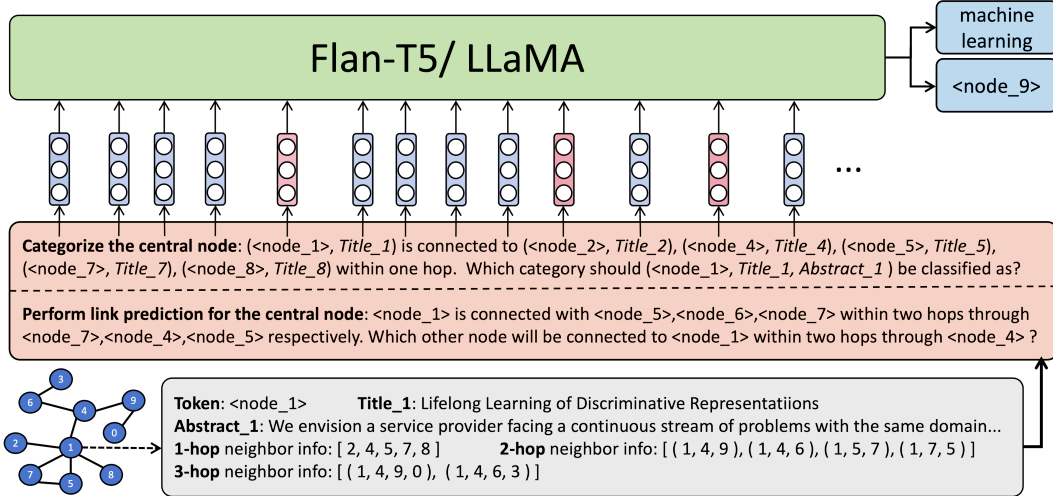 Flan-T5/ LLaMA
machine
learning
<node_9>
...
Categorize the central node: (<node_1>, Title_1) is connected to (<node_2>, Title_2), (<node_4>, Title_4), (<node_5>, Title_5),
(<node_7>, Title_7), (<node_8>, Title_8) within one hop. Which category should (<node_1>, Title_1, Abstract_1 ) be classified as?
Perform link prediction for the central node: <node_1> is connected with <node_5>,<node_6>,<node_7> within two hops through
<node_7>,<node_4>,<node_5> respectively. Which other node will be connected to <node_1> within two hops through <node_4> ?
3
6
4
9
0
2
1
7
5
8
Token: <node_1> Title_1: Lifelong Learning of Discriminative Representatiions
Abstract_1: We envision a service provider facing a continuous stream of problems with the same domain...
1-hop neighbor info: [ 2, 4, 5, 7, 8 ] 2-hop neighbor info: [ ( 1, 4, 9 ), ( 1, 4, 6 ), ( 1, 5, 7 ), ( 1, 7, 5 ) ]
3-hop neighbor info: [ ( 1, 4, 9, 0 ), ( 1, 4, 6, 3 ) ]